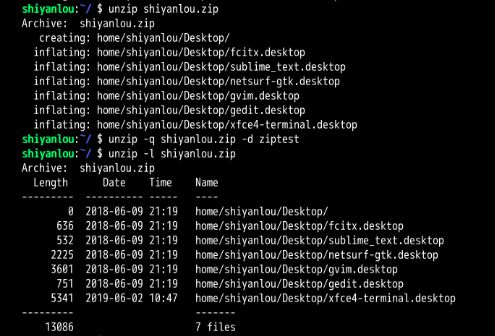 shiyanlou:~/ $ unzip shiyanlou.zip
Archive:  shiyanlou.zip
   creating: home/shiyanlou/Desktop/
  inflating: home/shiyanlou/Desktop/fcitx.desktop
  inflating: home/shiyanlou/Desktop/sublime_text.desktop
  inflating: home/shiyanlou/Desktop/netsurf-gtk.desktop
  inflating: home/shiyanlou/Desktop/gvim.desktop
  inflating: home/shiyanlou/Desktop/gedit.desktop
  inflating: home/shiyanlou/Desktop/xfce4-terminal.desktop
shiyanlou:~/ $ unzip -q shiyanlou.zip -d ziptest
shiyanlou:~/ $ unzip -l shiyanlou.zip
Archive:  shiyanlou.zip
  Length      Date    Time    Name
---------  ---------- -----   ----
        0  2018-06-09 21:19   home/shiyanlou/Desktop/
      636  2018-06-09 21:19   home/shiyanlou/Desktop/fcitx.desktop
      532  2018-06-09 21:19   home/shiyanlou/Desktop/sublime_text.desktop
     2225  2018-06-09 21:19   home/shiyanlou/Desktop/netsurf-gtk.desktop
     3601  2018-06-09 21:19   home/shiyanlou/Desktop/gvim.desktop
      751  2018-06-09 21:19   home/shiyanlou/Desktop/gedit.desktop
     5341  2019-06-02 10:47   home/shiyanlou/Desktop/xfce4-terminal.desktop
---------                     -------
    13086                     7 files